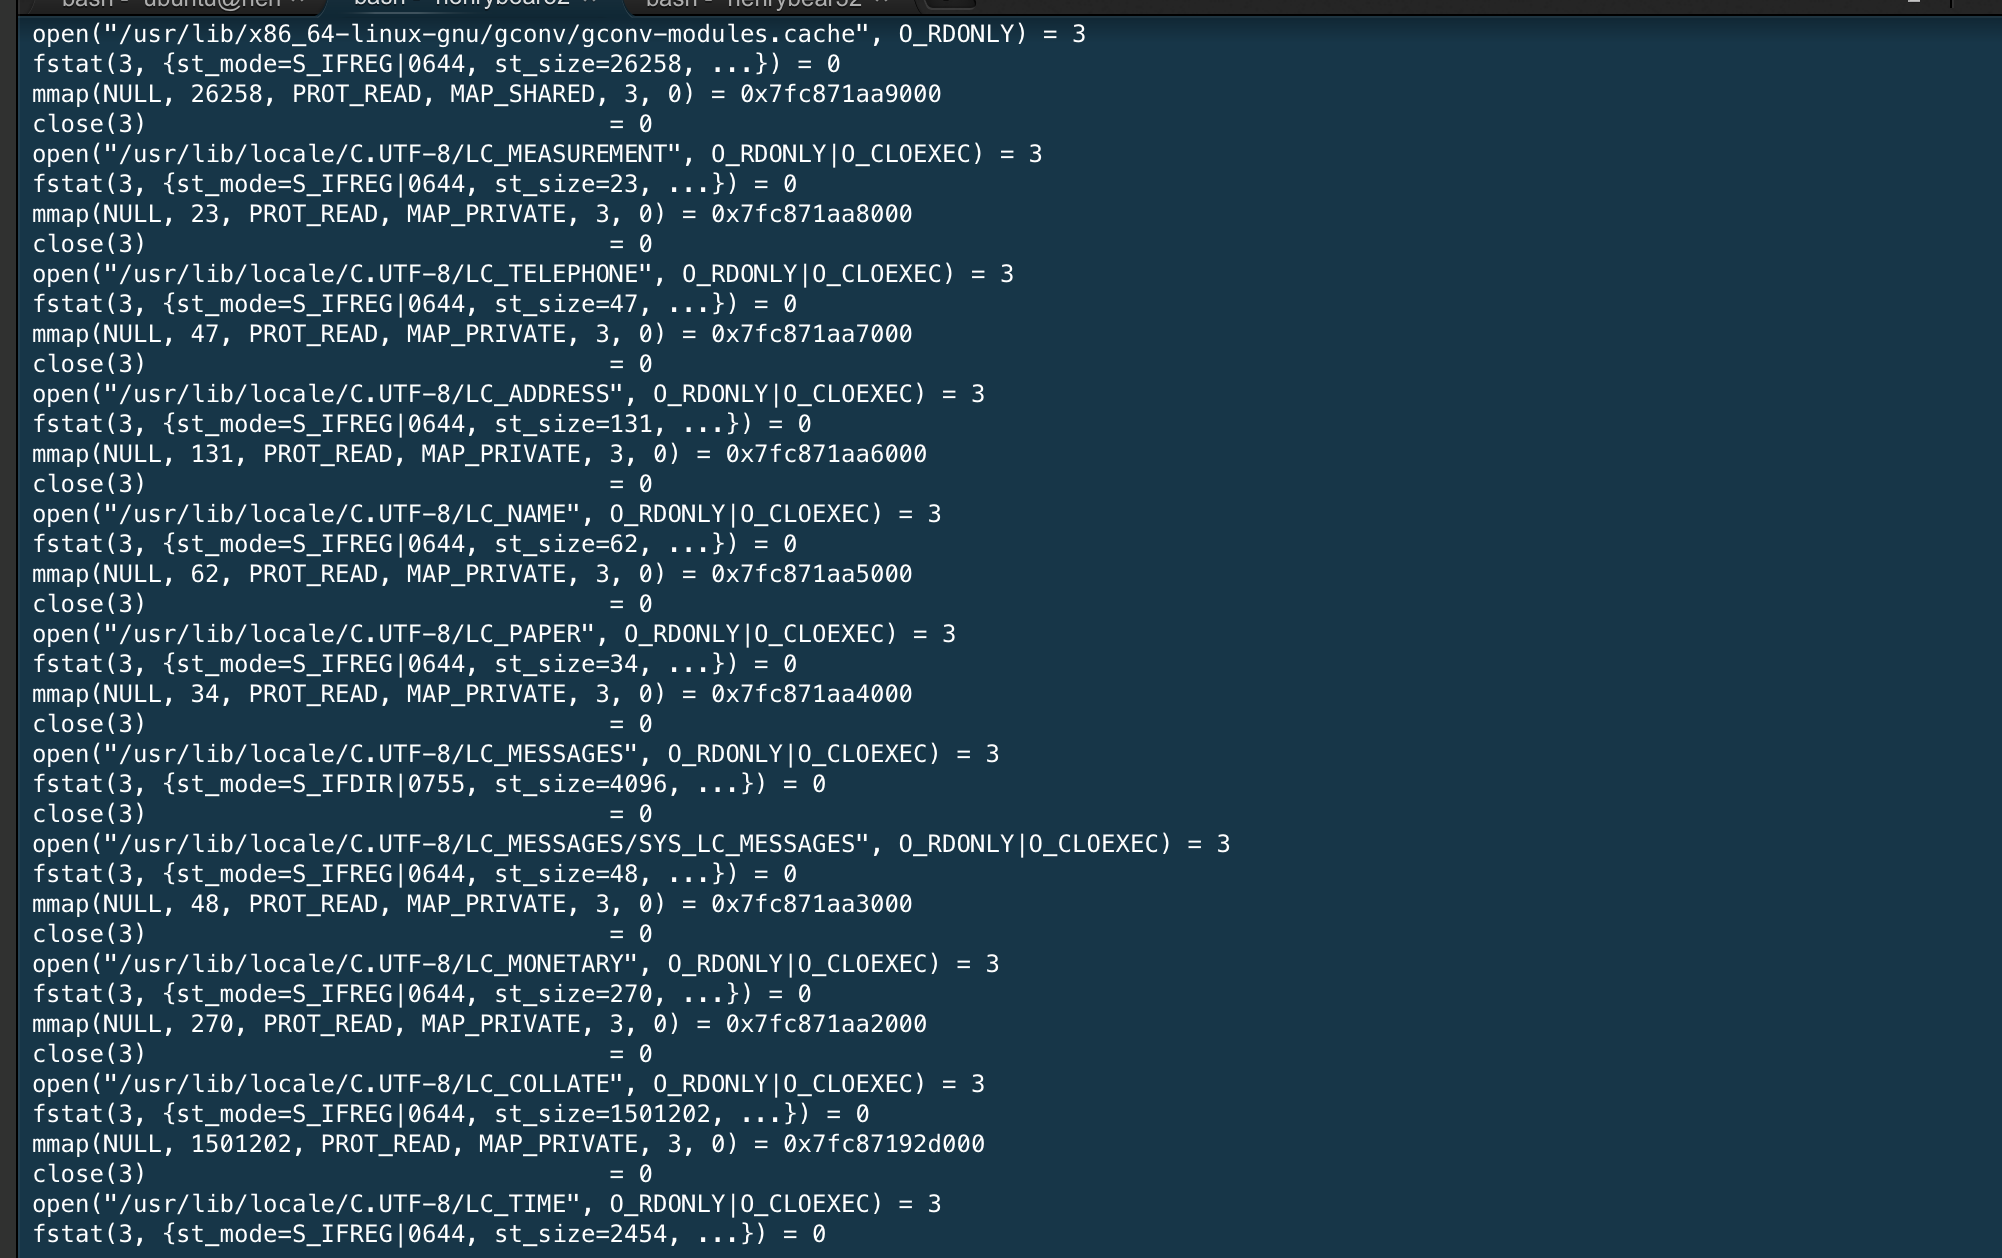 open("/usr/lib/x86_64-linux-gnu/gconv/gconv-modules.cache", O_RDONLY) = 3
fstat(3, {st_mode=S_IFREG|0644, st_size=26258, ...}) = 0
mmap(NULL, 26258, PROT_READ, MAP_SHARED, 3, 0) = 0x7fc871aa9000
close(3)                                = 0
open("/usr/lib/locale/C.UTF-8/LC_MEASUREMENT", O_RDONLY|O_CLOEXEC) = 3
fstat(3, {st_mode=S_IFREG|0644, st_size=23, ...}) = 0
mmap(NULL, 23, PROT_READ, MAP_PRIVATE, 3, 0) = 0x7fc871aa8000
close(3)                                = 0
open("/usr/lib/locale/C.UTF-8/LC_TELEPHONE", O_RDONLY|O_CLOEXEC) = 3
fstat(3, {st_mode=S_IFREG|0644, st_size=47, ...}) = 0
mmap(NULL, 47, PROT_READ, MAP_PRIVATE, 3, 0) = 0x7fc871aa7000
close(3)                                = 0
open("/usr/lib/locale/C.UTF-8/LC_ADDRESS", O_RDONLY|O_CLOEXEC) = 3
fstat(3, {st_mode=S_IFREG|0644, st_size=131, ...}) = 0
mmap(NULL, 131, PROT_READ, MAP_PRIVATE, 3, 0) = 0x7fc871aa6000
close(3)                                = 0
open("/usr/lib/locale/C.UTF-8/LC_NAME", O_RDONLY|O_CLOEXEC) = 3
fstat(3, {st_mode=S_IFREG|0644, st_size=62, ...}) = 0
mmap(NULL, 62, PROT_READ, MAP_PRIVATE, 3, 0) = 0x7fc871aa5000
close(3)                                = 0
open("/usr/lib/locale/C.UTF-8/LC_PAPER", O_RDONLY|O_CLOEXEC) = 3
fstat(3, {st_mode=S_IFREG|0644, st_size=34, ...}) = 0
mmap(NULL, 34, PROT_READ, MAP_PRIVATE, 3, 0) = 0x7fc871aa4000
close(3)                                = 0
open("/usr/lib/locale/C.UTF-8/LC_MESSAGES", O_RDONLY|O_CLOEXEC) = 3
fstat(3, {st_mode=S_IFDIR|0755, st_size=4096, ...}) = 0
close(3)                                = 0
open("/usr/lib/locale/C.UTF-8/LC_MESSAGES/SYS_LC_MESSAGES", O_RDONLY|O_CLOEXEC) = 3
fstat(3, {st_mode=S_IFREG|0644, st_size=48, ...}) = 0
mmap(NULL, 48, PROT_READ, MAP_PRIVATE, 3, 0) = 0x7fc871aa3000
close(3)                                = 0
open("/usr/lib/locale/C.UTF-8/LC_MONETARY", O_RDONLY|O_CLOEXEC) = 3
fstat(3, {st_mode=S_IFREG|0644, st_size=270, ...}) = 0
mmap(NULL, 270, PROT_READ, MAP_PRIVATE, 3, 0) = 0x7fc871aa2000
close(3)                                = 0
open("/usr/lib/locale/C.UTF-8/LC_COLLATE", O_RDONLY|O_CLOEXEC) = 3
fstat(3, {st_mode=S_IFREG|0644, st_size=1501202, ...}) = 0
mmap(NULL, 1501202, PROT_READ, MAP_PRIVATE, 3, 0) = 0x7fc87192d000
close(3)                                = 0
open("/usr/lib/locale/C.UTF-8/LC_TIME", O_RDONLY|O_CLOEXEC) = 3
fstat(3, {st_mode=S_IFREG|0644, st_size=2454, ...}) = 0